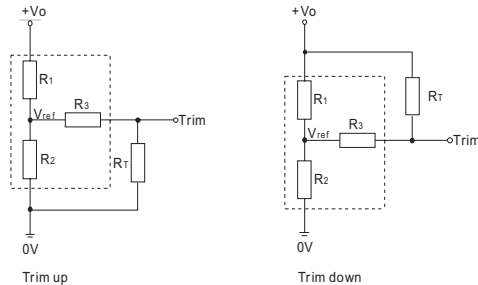 +Vo
R1
Vref
R3
Trim
R2
RT
0V
Trim up
+Vo
R1
RT
Vref
R3
Trim
R2
0V
Trim down